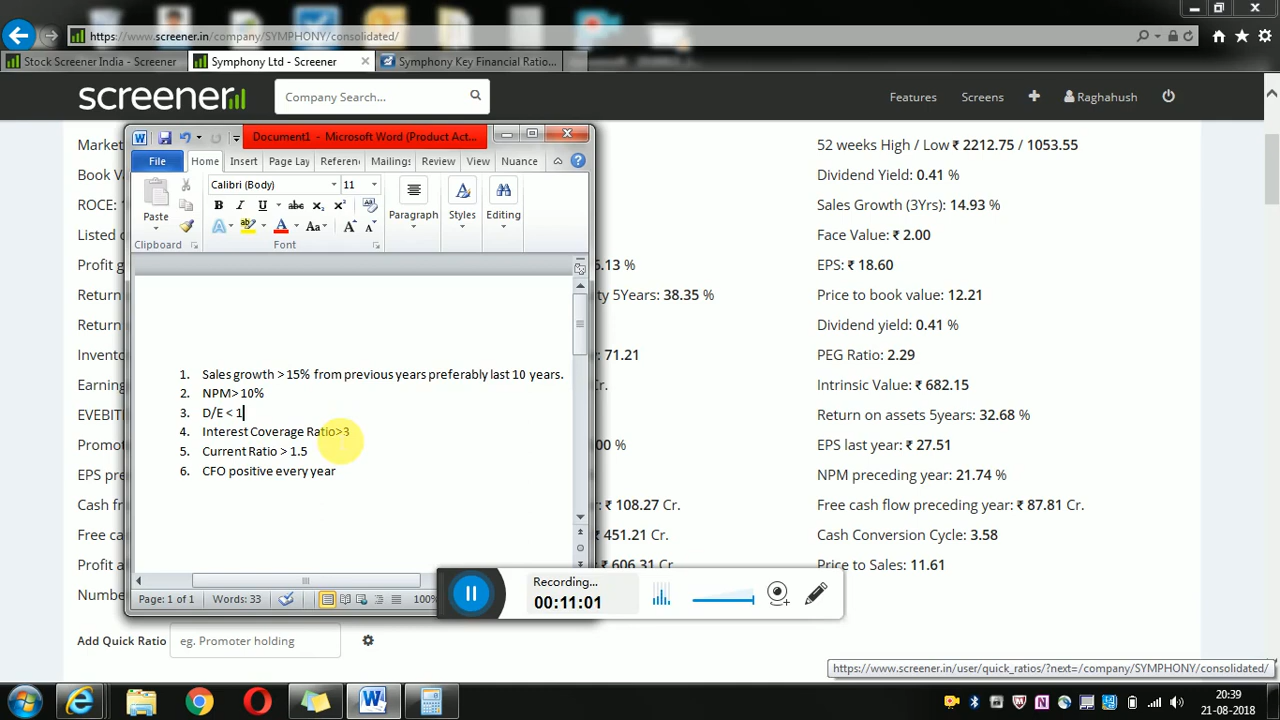 https://www.screener.in/company/SYMPHONY/consolidated/
Stock Screener India - Screener
Symphony Ltd - Screener
Symphony Key Financial Ratio...
screener
Company Search...
Features
Screens
Raghahush
Document1 - Microsoft Word (Product Act...
File Home Insert Page Lay Referen Mailings Review View Nuance
Paste
Calibri (Body) 11
Paragraph
Styles
Editing
Clipboard
Font
1. Sales growth > 15% from previous years preferably last 10 years.
2. NPM> 10%
3. D/E < 1
4. Interest Coverage Ratio>3
5. Current Ratio > 1.5
6. CFO positive every year
Page: 1 of 1 Words: 33 100%
Market
Book Va
ROCE: 1
Listed o
Profit g
Return
Return
Invento
Earning
EVEBIT
Promot
EPS pre
Cash fr
Free ca
Profit a
Numbe
6.13 %
ty 5Years: 38.35 %
71.21
Cr.
00 %
: ₹ 108.27 Cr.
₹ 451.21 Cr.
₹ 606.31 Cr.
52 weeks High / Low ₹ 2212.75 / 1053.55
Dividend Yield: 0.41 %
Sales Growth (3Yrs): 14.93 %
Face Value: ₹ 2.00
EPS: ₹ 18.60
Price to book value: 12.21
Dividend yield: 0.41 %
PEG Ratio: 2.29
Intrinsic Value: ₹ 682.15
Return on assets 5years: 32.68 %
EPS last year: ₹ 27.51
NPM preceding year: 21.74 %
Free cash flow preceding year: ₹ 87.81 Cr.
Cash Conversion Cycle: 3.58
Price to Sales: 11.61
Recording...
00:11:01
Add Quick Ratio eg. Promoter holding
https://www.screener.in/user/quick_ratios/?next=/company/SYMPHONY/consolidated/
20:39
21-08-2018